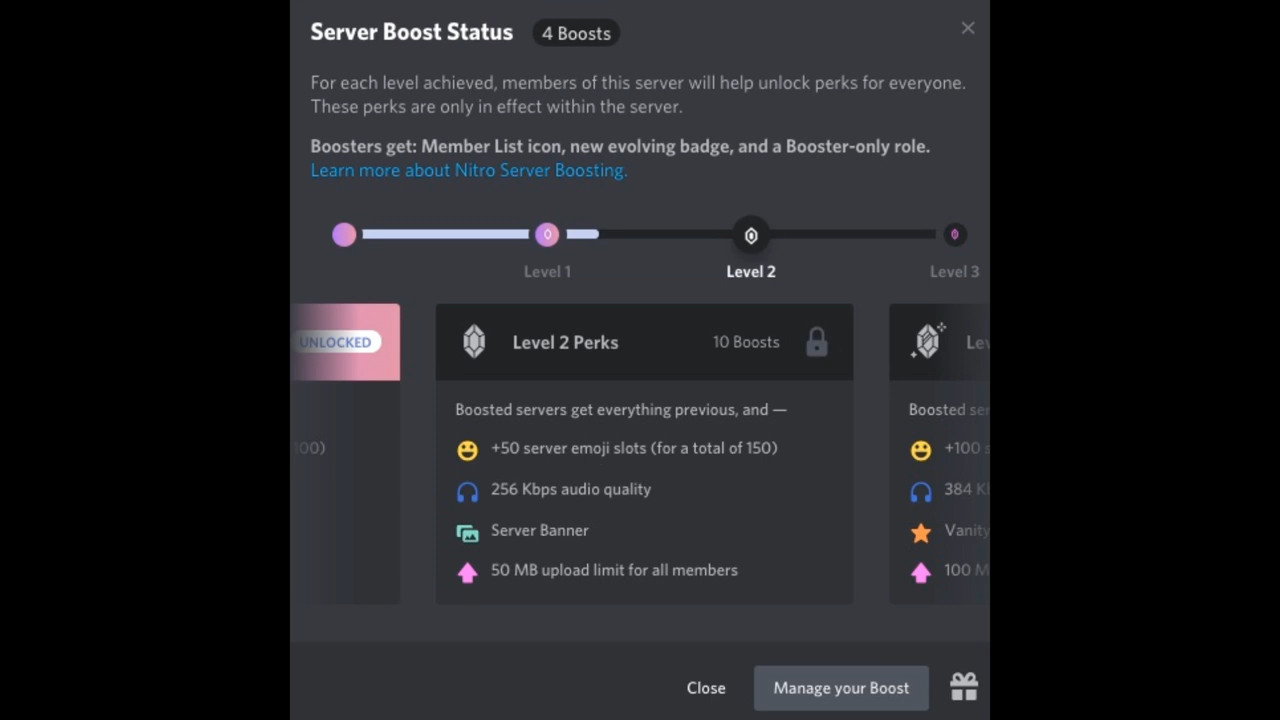 Server Boost Status 4 Boosts
For each level achieved, members of this server will help unlock perks for everyone.
These perks are only in effect within the server.
Boosters get: Member List icon, new evolving badge, and a Booster-only role.
Learn more about Nitro Server Boosting.
Level 1 Level 2 Level 3
UNLOCKED
100)
Level 2 Perks 10 Boosts
Boosted servers get everything previous, and —
+50 server emoji slots (for a total of 150)
256 Kbps audio quality
Server Banner
50 MB upload limit for all members
Boosted
+100
384
Vanity
100
Close Manage your Boost